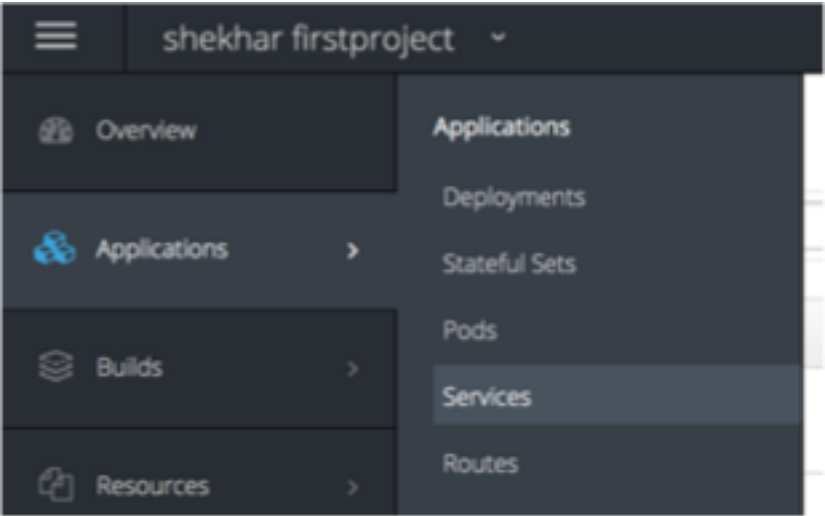 shekhar firstproject
Overview
Applications
Builds
Resources
Applications
Deployments
Stateful Sets
Pods
Services
Routes